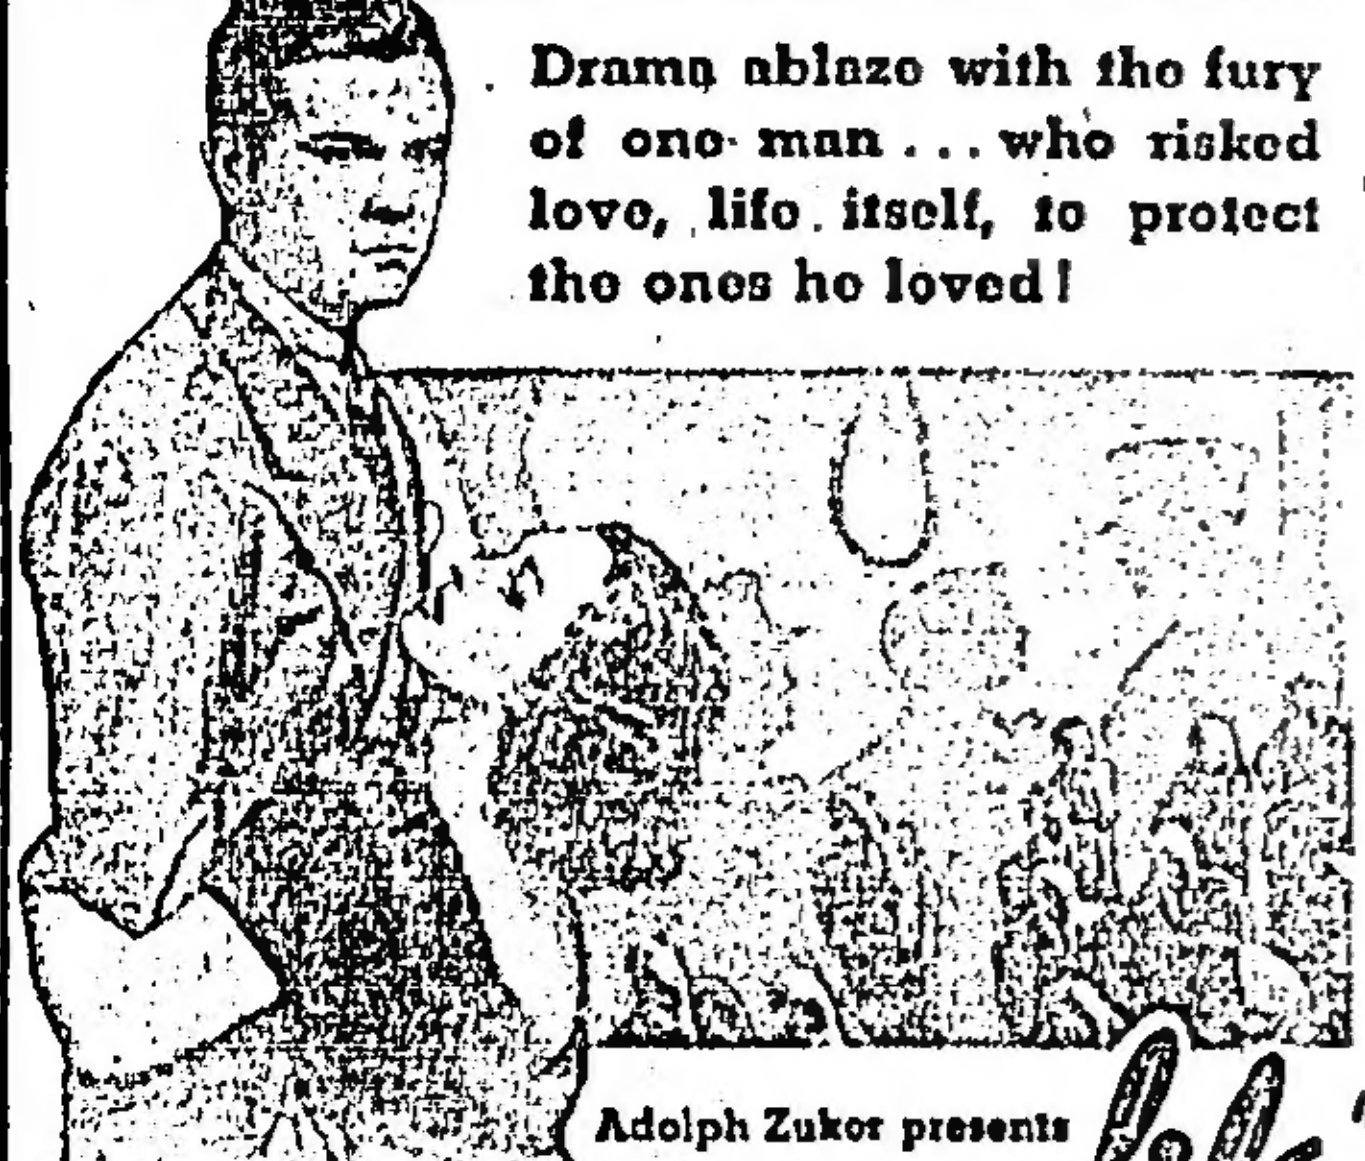 Drama ablaze with the fury
of one man ... who risked
love, life itself, to protect
the ones he loved!
Adolph Zukor presents